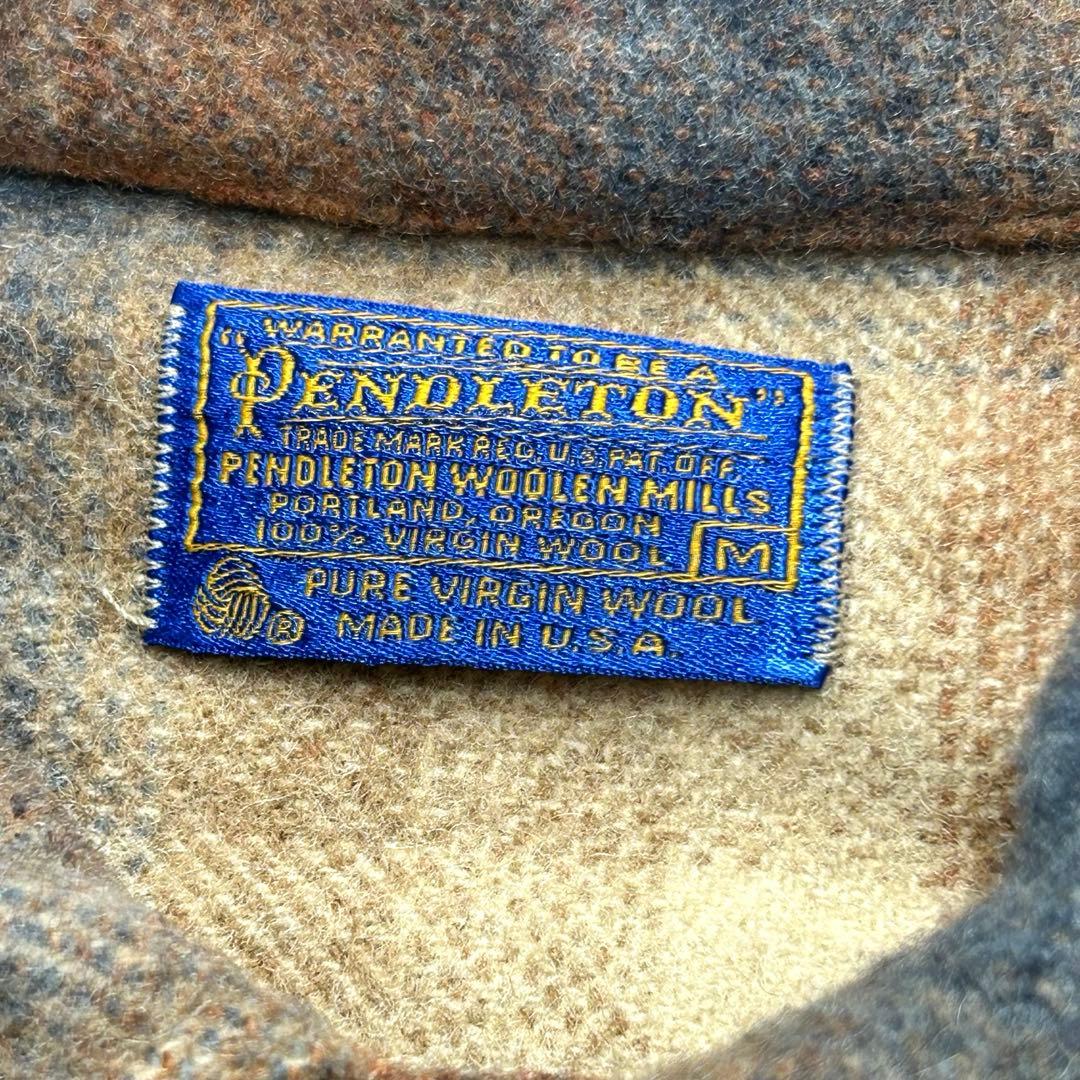 "WARRANTED TO BE A
PENDLETON"
TRADE MARK REG. U.S. PAT. OFF.
PENDLETON WOOLEN MILLS
PORTLAND, OREGON
100% VIRGIN WOOL M
PURE VIRGIN WOOL
® MADE IN U.S.A.